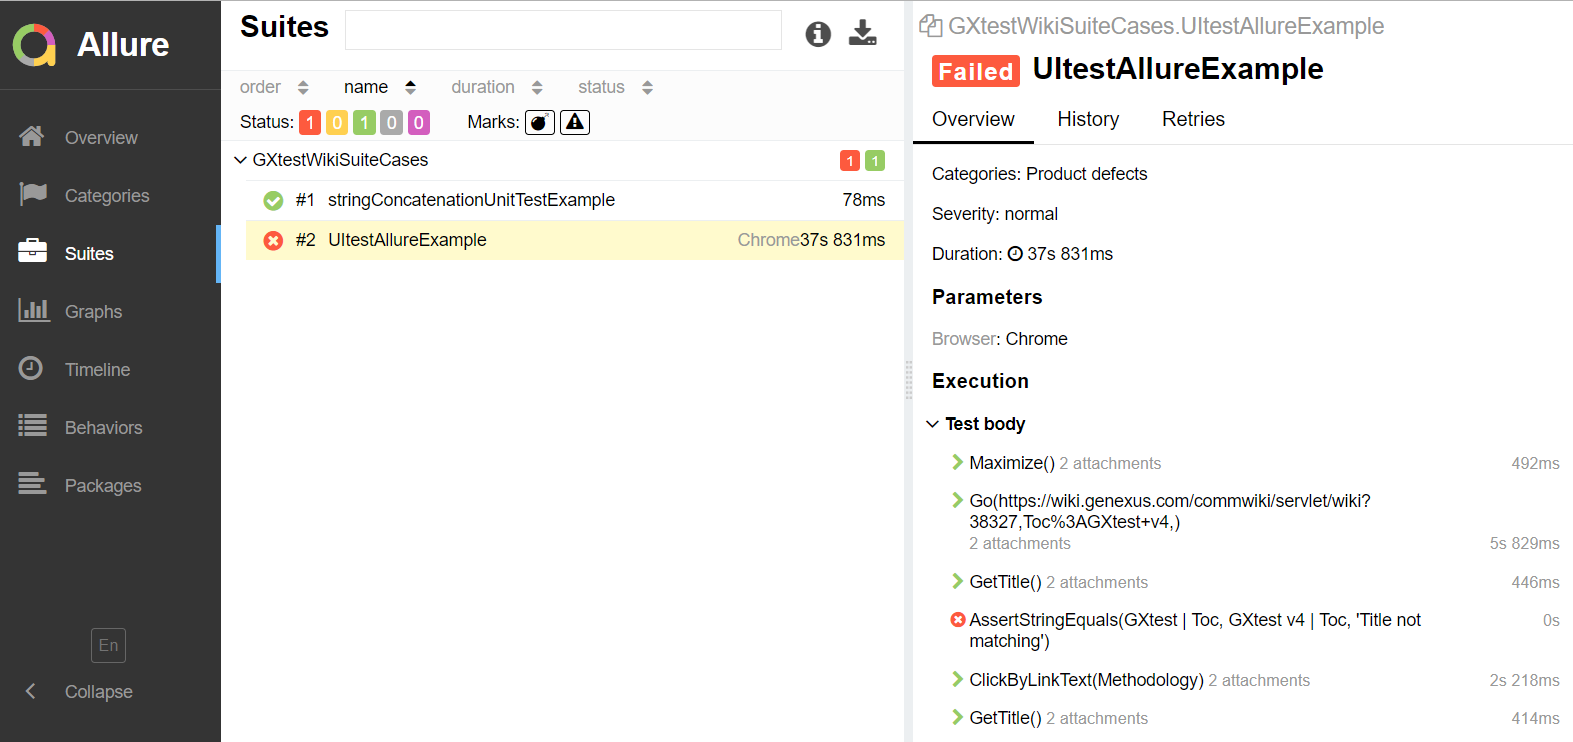 Allure
Overview
Categories
Suites
Graphs
Timeline
Behaviors
Packages
En
Collapse
Suites
order name duration status
Status: 1 0 1 0 0 Marks:
GXtestWikiSuiteCases 1 1
#1 stringConcatenationUnitTestExample 78ms
#2 UItestAllureExample Chrome37s 831ms
GXtestWikiSuiteCases.UItestAllureExample
Failed UItestAllureExample
Overview History Retries
Categories: Product defects
Severity: normal
Duration: 37s 831ms
Parameters
Browser: Chrome
Execution
Test body
Maximize() 2 attachments 492ms
Go(https://wiki.genexus.com/commwiki/servlet/wiki?
38327,Toc%3AGXtest+v4,)
2 attachments 5s 829ms
GetTitle() 2 attachments 446ms
AssertStringEquals(GXtest | Toc, GXtest v4 | Toc, 'Title not 0s
matching')
ClickByLinkText(Methodology) 2 attachments 2s 218ms
GetTitle() 2 attachments 414ms